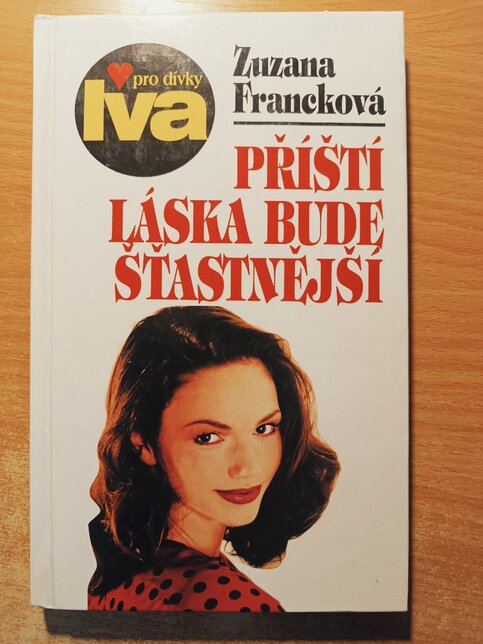 pro dívky
Iva
Zuzana
Francková
PŘÍŠTÍ
LÁSKA BUDE
ŠŤASTNĚJŠÍ